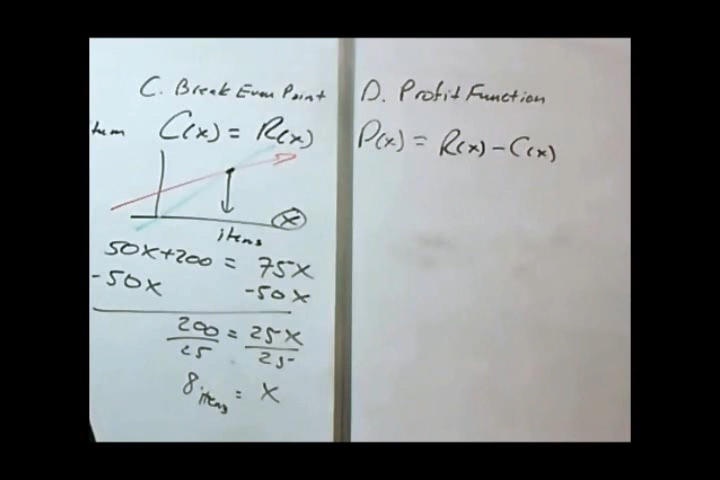 C. Break Even Point
C(x) = R(x)
x
items
50x+200 = 75x
-50x -50x
200 = 25x
25 25
8 items = x
D. Profit Function
P(x) = R(x) - C(x)